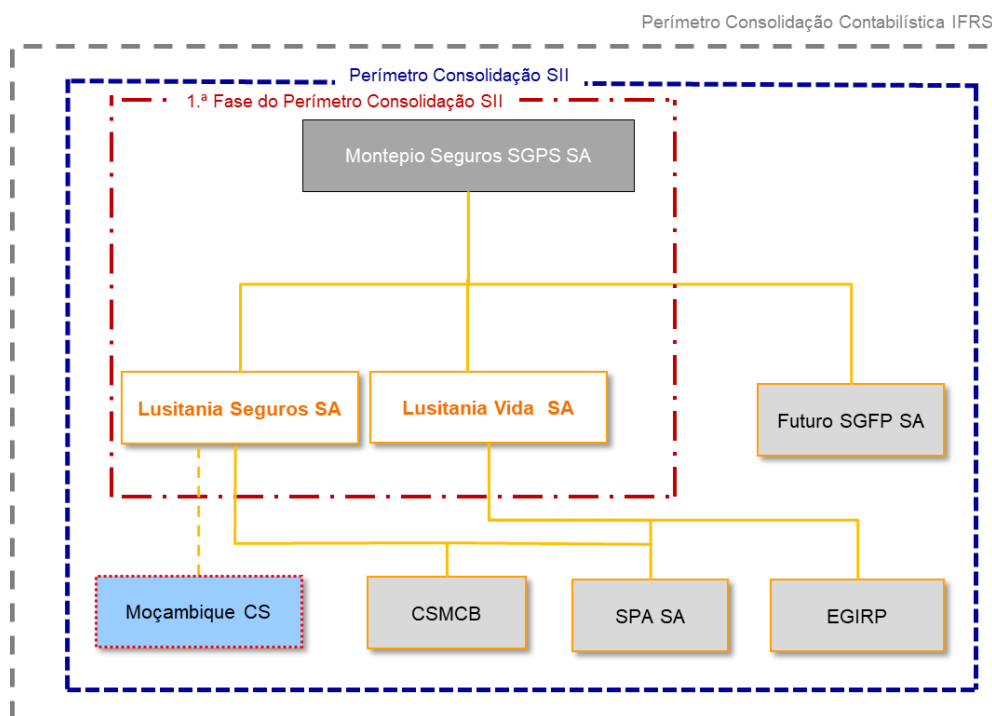 Perímetro Consolidação Contabilística IFRS
Perímetro Consolidação SII
1.ª Fase do Perímetro Consolidação SII
Montepio Seguros SGPS SA
Lusitania Seguros SA
Lusitania Vida SA
Futuro SGFP SA
Moçambique CS
CSMCB
SPA SA
EGIRP